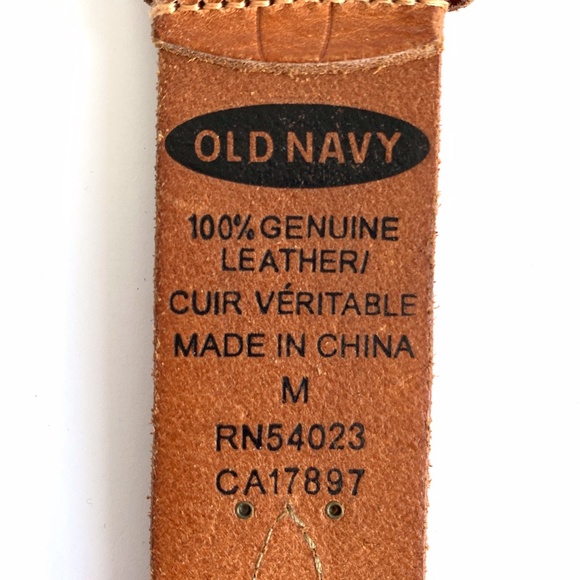 OLD NAVY
100% GENUINE
LEATHER/
CUIR VÉRITABLE
MADE IN CHINA
M
RN54023
CA17897